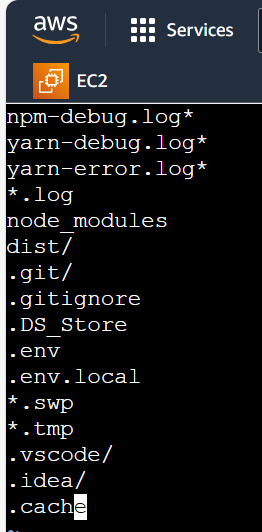 aws
Services
EC2
npm-debug.log*
yarn-debug.log*
yarn-error.log*
*.log
node_modules
dist/
.git/
.gitignore
.DS_Store
.env
.env.local
*.swp
*.tmp
.vscode/
.idea/
.cache